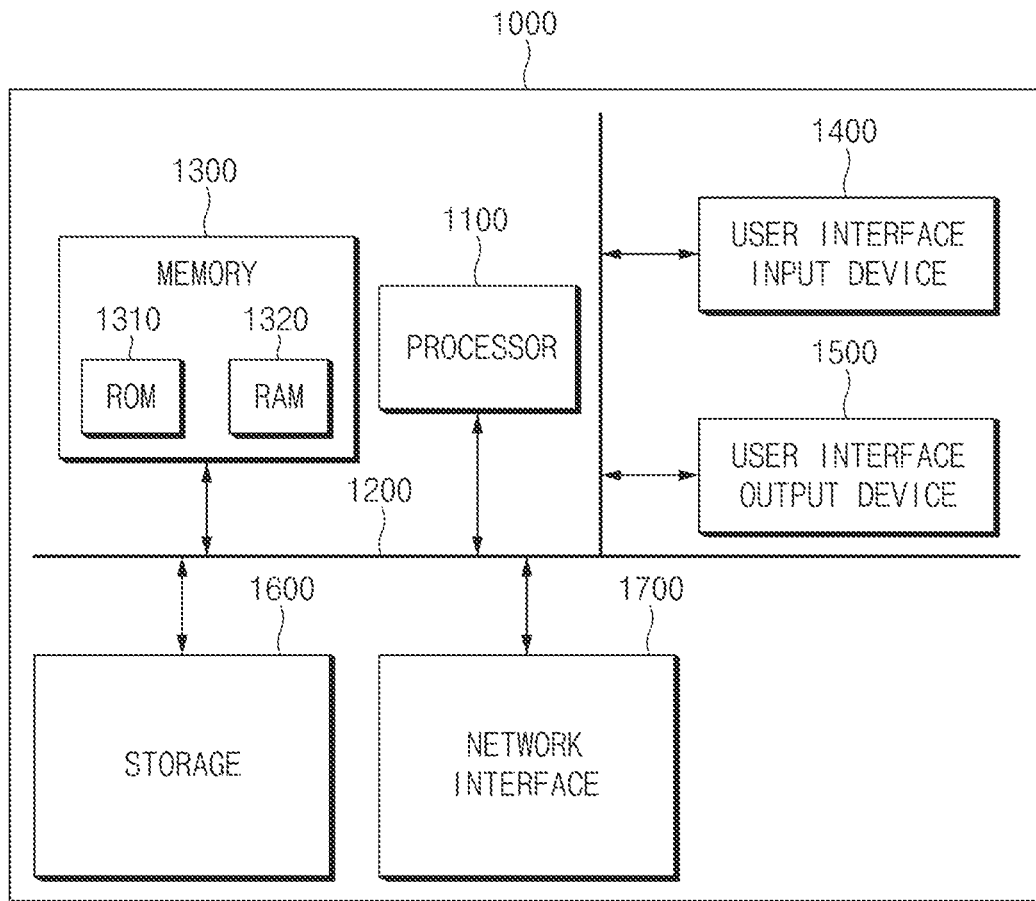 1000
1300
MEMORY
1310
ROM
1320
RAM
1100
PROCESSOR
1400
USER INTERFACE
INPUT DEVICE
1500
USER INTERFACE
OUTPUT DEVICE
1200
1600
STORAGE
1700
NETWORK
INTERFACE